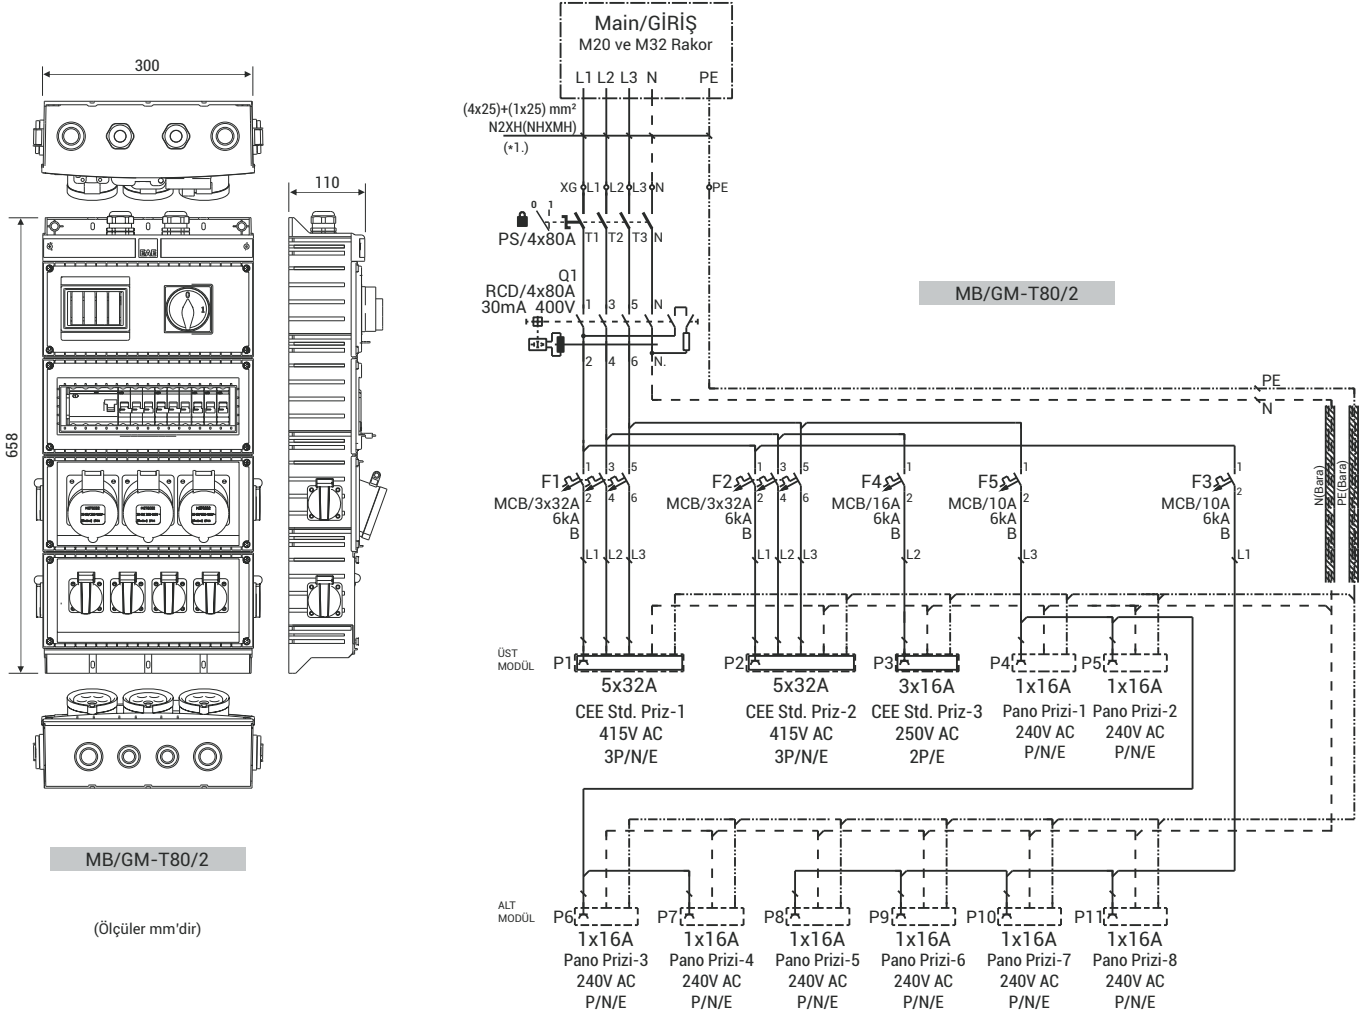 300
110
658
EAE
0
1
MB/GM-T80/2
(Ölçüler mm'dir)
Main/GİRİŞ
M20 ve M32 Rakor
L1 L2 L3 N PE
(4x25)+(1x25) mm²
N2XH(NHXMH)
(*1.)
XG L1 L2 L3 N PE
0 1
PS/4x80A T1 T2 T3 N
Q1
RCD/4x80A
30mA 400V 1 3 5 N
2 4 6 N.
MB/GM-T80/2
PE
N
N(Bara)
PE(Bara)
1 3 5 1 3 5 1 1 1
F1 F2 F4 F5 F3
2 4 6 2 4 6 2 2 2
MCB/3x32A MCB/3x32A MCB/16A MCB/10A MCB/10A
6kA 6kA 6kA 6kA 6kA
B B B B B
L1 L2 L3 L1 L2 L3 L2 L3 L1
ÜST
MODÜL
P1 P2 P3 P4 P5
5x32A 5x32A 3x16A 1x16A 1x16A
CEE Std. Priz-1 CEE Std. Priz-2 CEE Std. Priz-3 Pano Prizi-1 Pano Prizi-2
415V AC 415V AC 250V AC 240V AC 240V AC
3P/N/E 3P/N/E 2P/E P/N/E P/N/E
ALT
MODÜL
P6 P7 P8 P9 P10 P11
1x16A 1x16A 1x16A 1x16A 1x16A 1x16A
Pano Prizi-3 Pano Prizi-4 Pano Prizi-5 Pano Prizi-6 Pano Prizi-7 Pano Prizi-8
240V AC 240V AC 240V AC 240V AC 240V AC 240V AC
P/N/E P/N/E P/N/E P/N/E P/N/E P/N/E